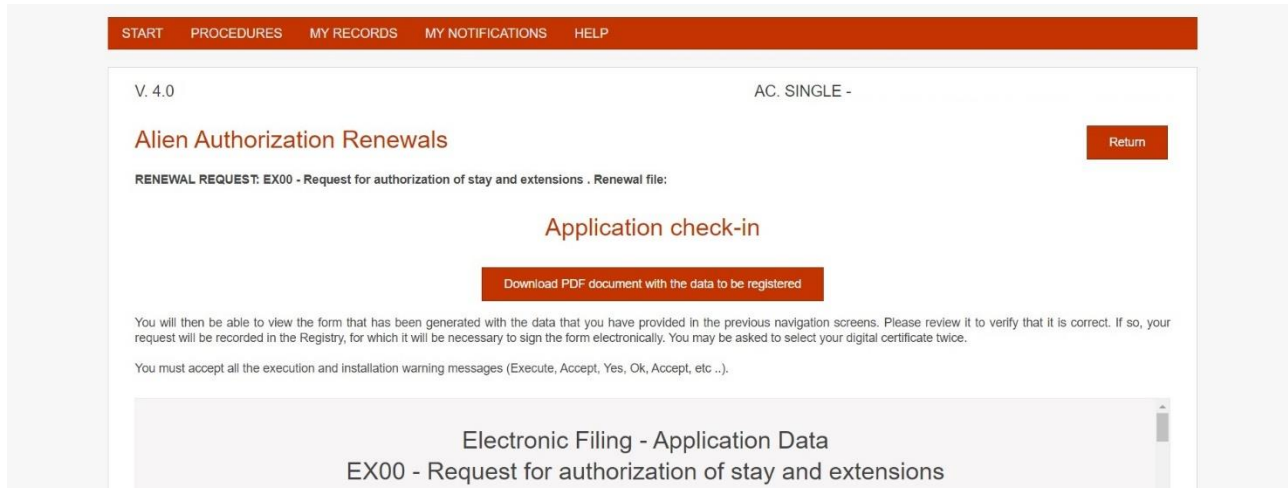 START PROCEDURES MY RECORDS MY NOTIFICATIONS HELP
V. 4.0 AC. SINGLE -
Alien Authorization Renewals
Return
RENEWAL REQUEST: EX00 - Request for authorization of stay and extensions . Renewal file:
Application check-in
Download PDF document with the data to be registered
You will then be able to view the form that has been generated with the data that you have provided in the previous navigation screens. Please review it to verify that it is correct. If so, your
request will be recorded in the Registry, for which it will be necessary to sign the form electronically. You may be asked to select your digital certificate twice.
You must accept all the execution and installation warning messages (Execute, Accept, Yes, Ok, Accept, etc ..).
Electronic Filing - Application Data
EX00 - Request for authorization of stay and extensions